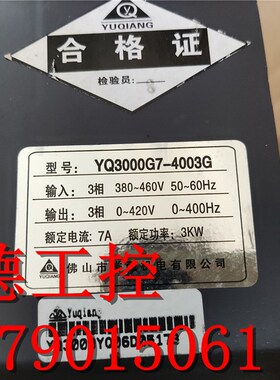 YUQIANG
合格证
检验员:
型号: YQ3000G7-4003G
输入: 3相 380~460V 50~60Hz
输出: 3相 0~420V 0~400Hz
额定电流: 7A 额定功率: 3KW
YUQIANG
佛山市
电有限公司
德工控
Yuqian
79015061